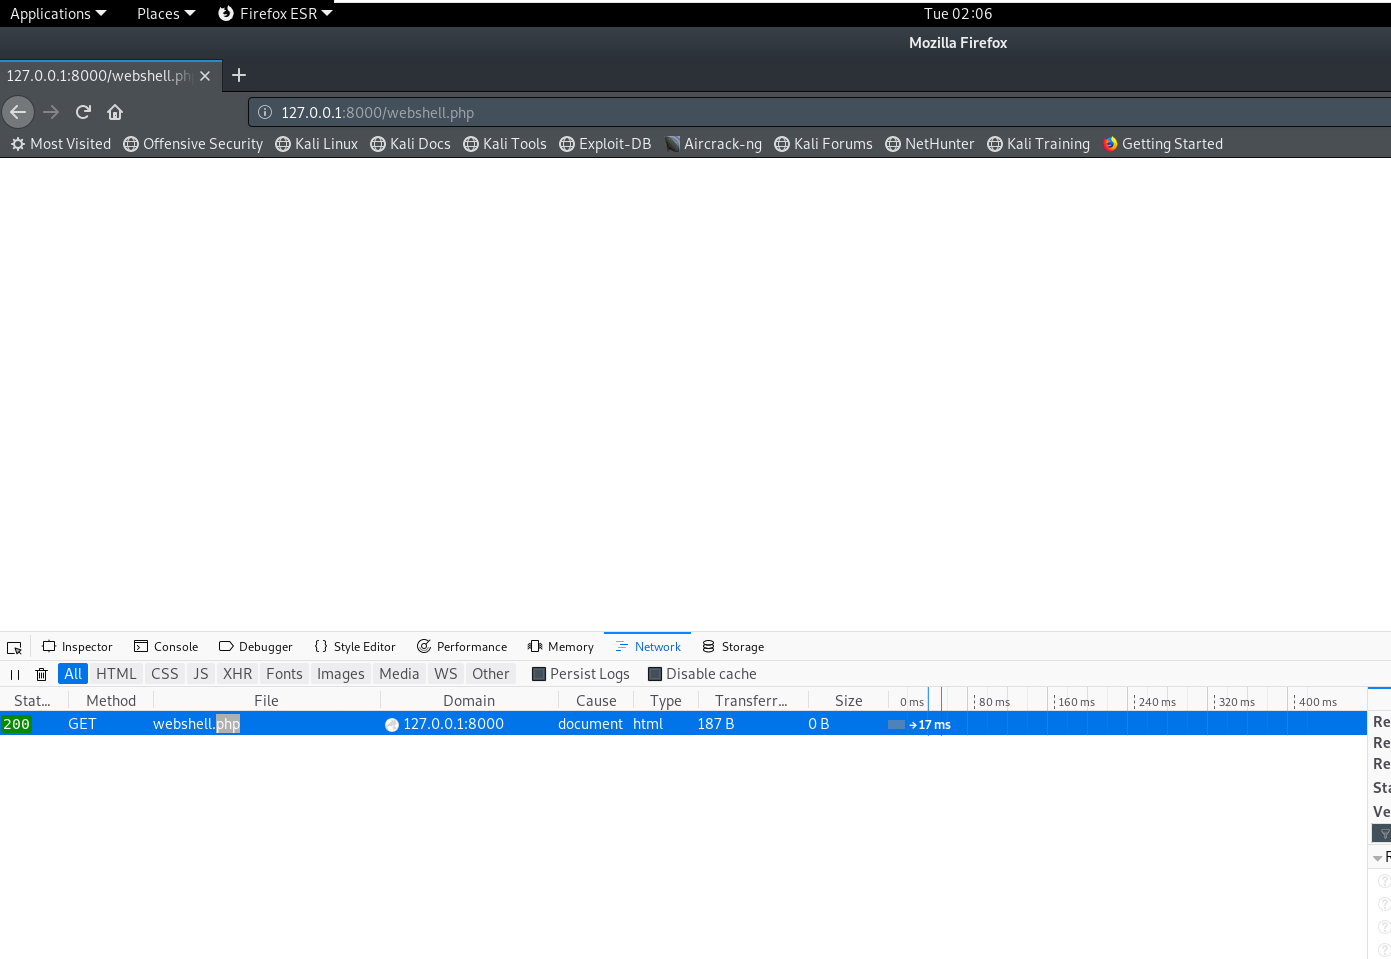 Applications Places Firefox ESR Tue 02:06
Mozilla Firefox
127.0.0.1:8000/webshell.ph
127.0.0.1:8000/webshell.php
Most Visited Offensive Security Kali Linux Kali Docs Kali Tools Exploit-DB Aircrack-ng Kali Forums NetHunter Kali Training Getting Started
Inspector Console Debugger Style Editor Performance Memory Network Storage
All HTML CSS JS XHR Fonts Images Media WS Other Persist Logs Disable cache
Stat... Method File Domain Cause Type Transferr... Size 0 ms 80 ms 160 ms 240 ms 320 ms 400 ms
200 GET webshell.php 127.0.0.1:8000 document html 187 B 0 B → 17 ms
Re
Re
Re
Sta
Ve
R